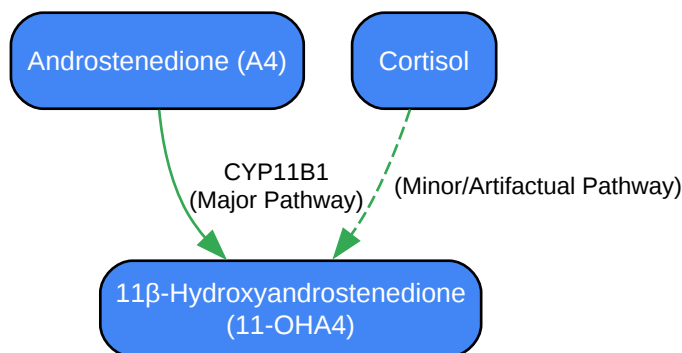 Androstenedione (A4)
Cortisol
CYP11B1
(Major Pathway)
(Minor/Artifactual Pathway)
11β-Hydroxyandrostenedione
(11-OHA4)